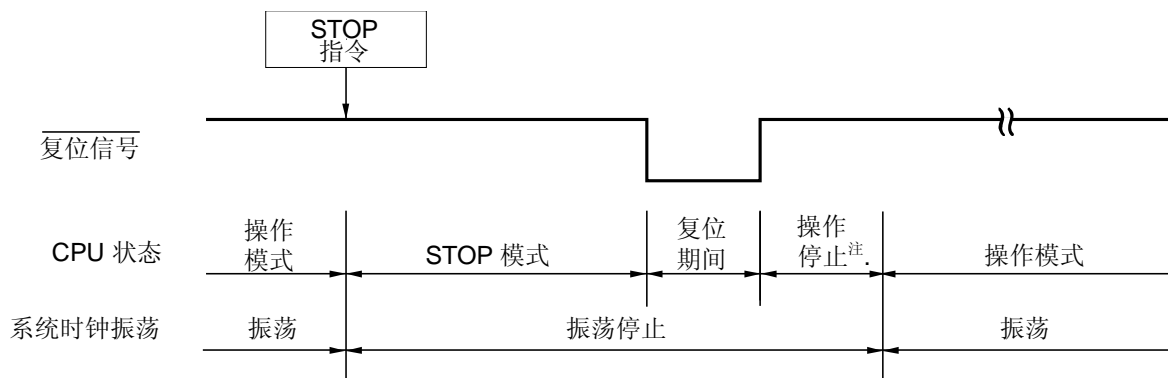 STOP
指令
复位信号
CPU 状态
操作
模式
STOP 模式
复位
期间
操作
停止注.
操作模式
系统时钟振荡
振荡
振荡停止
振荡